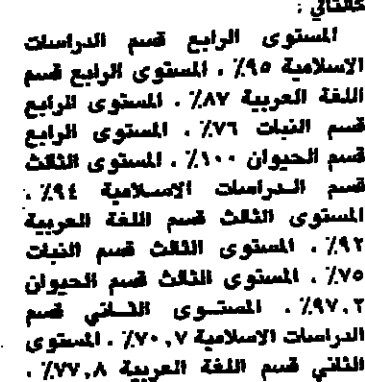 كالتالي :
المستوى الرابع قسم الدراسات
الاسلامية ٩٥٪ . المستوى الرابع قسم
اللغة العربية ٨٧٪ . المستوى الرابع
قسم النبات ٧٦٪ . المستوى الرابع
قسم الحيوان ١٠٠٪ . المستوى الثالث
قسم الدراسات الاسلامية ٩٤٪ .
المستوى الثالث قسم اللغة العربية
٩٢٪ . المستوى الثالث قسم النبات
٧٥٪ . المستوى الثالث قسم الحيوان
٩٧,٢٪ . المستوى الثاني قسم
الدراسات الاسلامية ٧٠,٧٪ . المستوى
الثاني قسم اللغة العربية ٧٧,٨٪ .